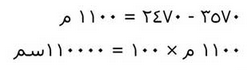 ٣٥٧٠ - ٢٤٧٠ = ١١٠٠ م
١١٠٠ م × ١٠٠ = ١١٠٠٠٠سم